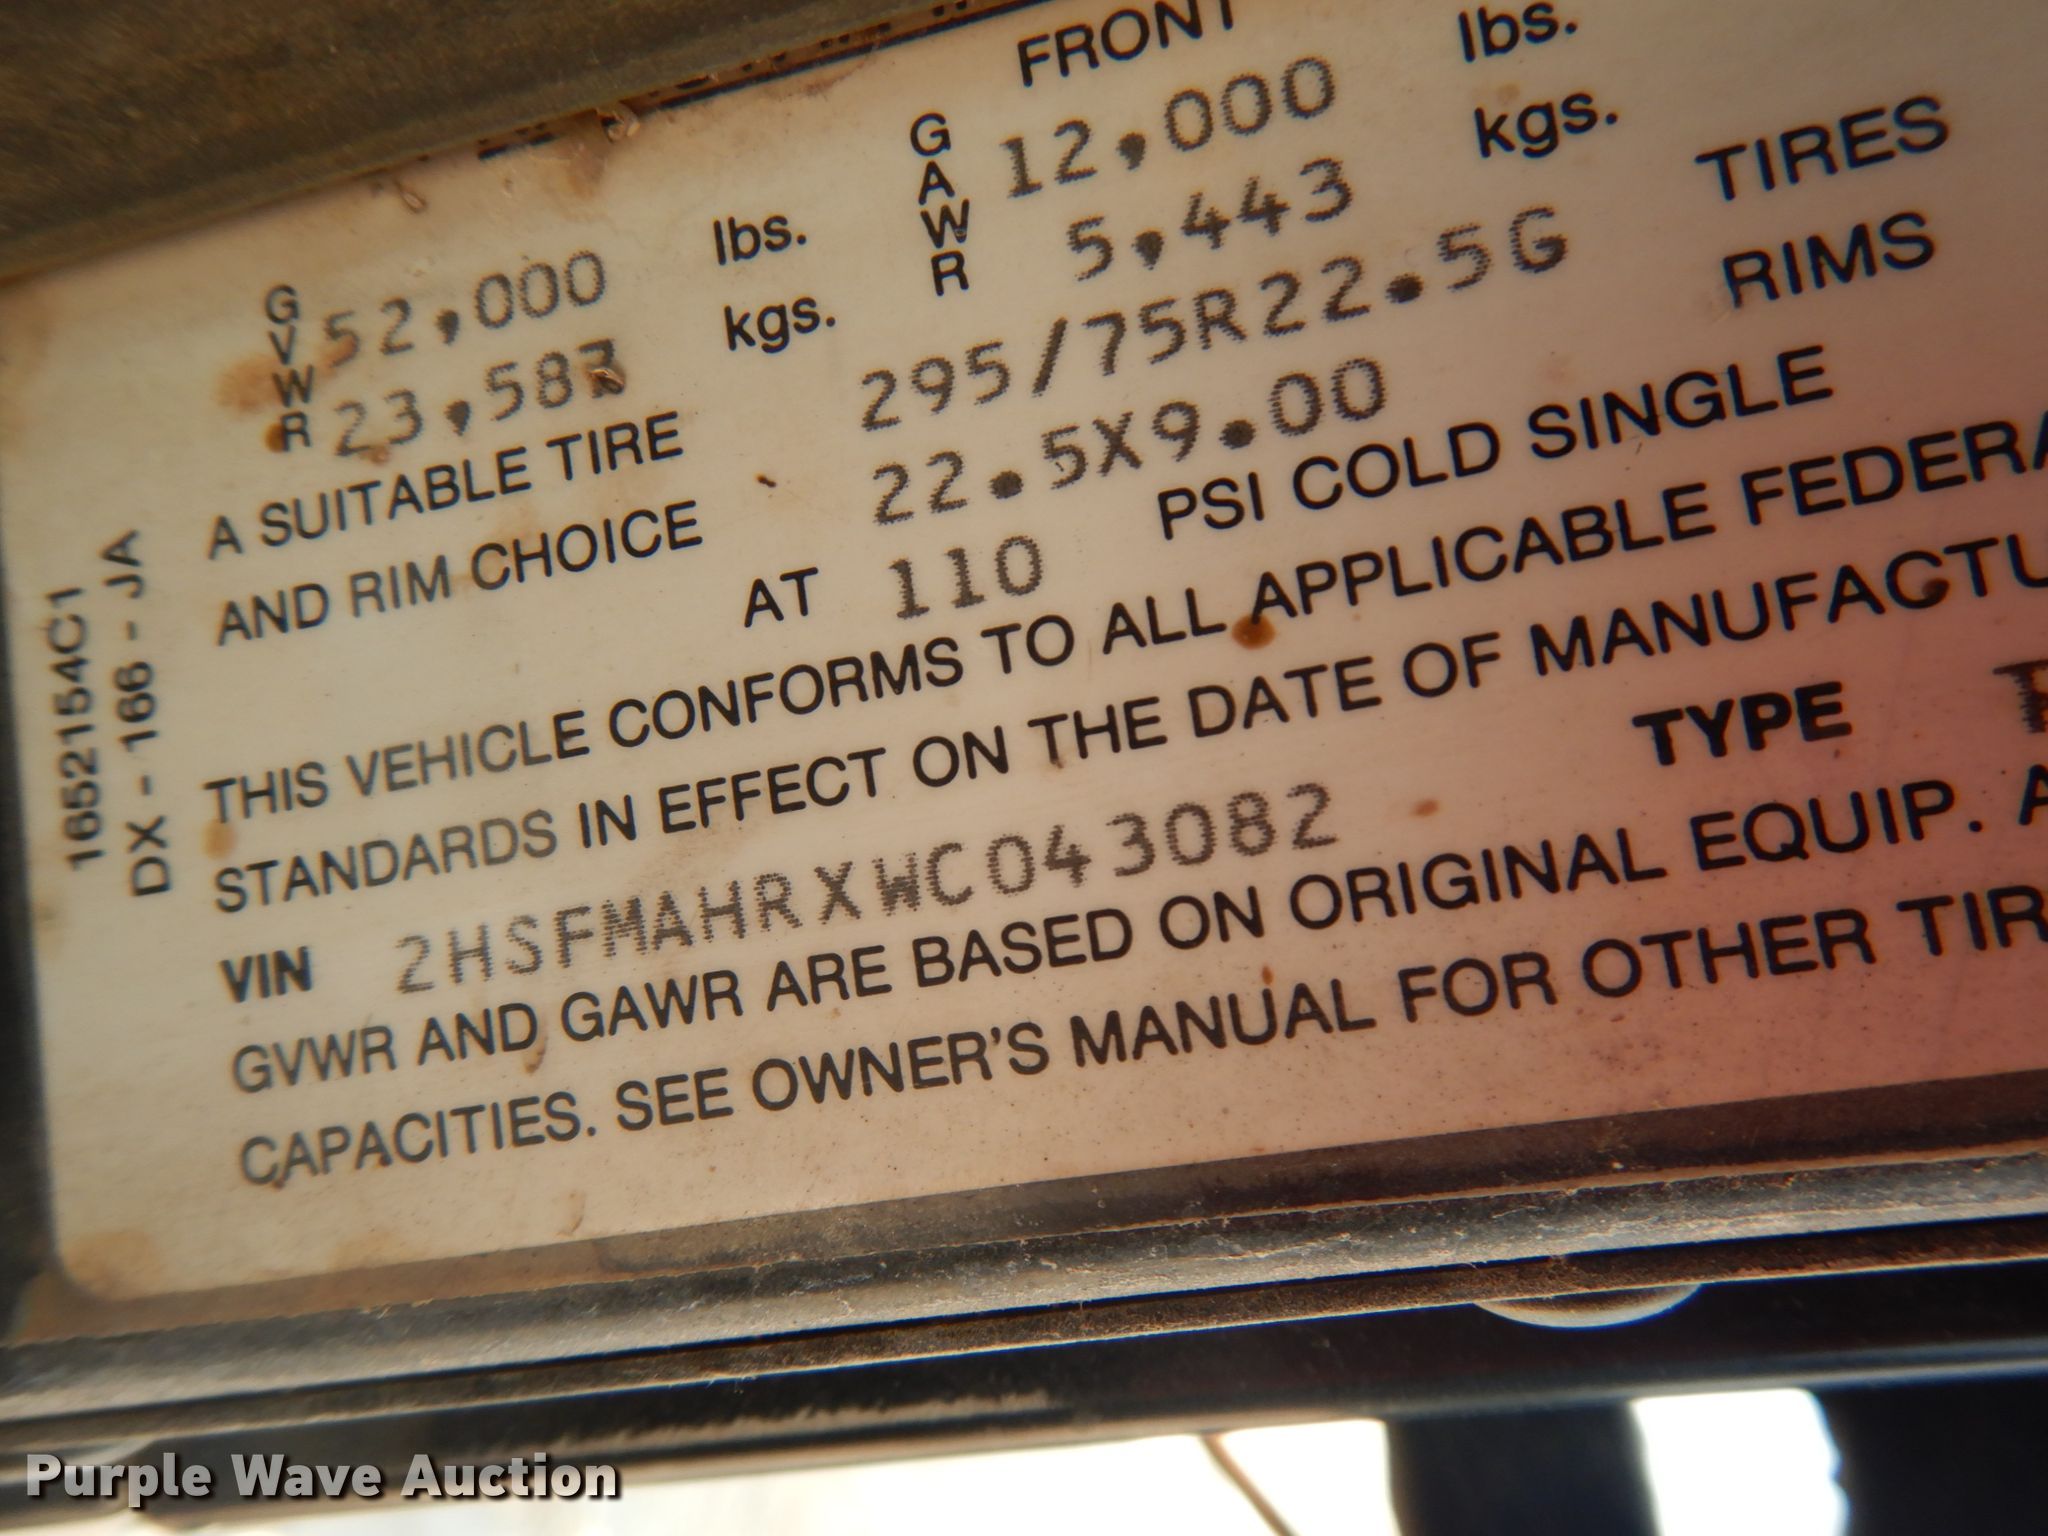 FRONT
GVWR 52,000 lbs. GAWR 12,000 lbs.
23,587 kgs. 5,443 kgs.
A SUITABLE TIRE 295/75R22.5G TIRES
AND RIM CHOICE 22.5X9.00 RIMS
AT 110 PSI COLD SINGLE
THIS VEHICLE CONFORMS TO ALL APPLICABLE FEDERA
STANDARDS IN EFFECT ON THE DATE OF MANUFACTU
VIN 2HSFMAHRXWC043082 TYPE
GVWR AND GAWR ARE BASED ON ORIGINAL EQUIP. A
CAPACITIES. SEE OWNER'S MANUAL FOR OTHER TIR
1652154C1
DX - 166 - JA
Purple Wave Auction